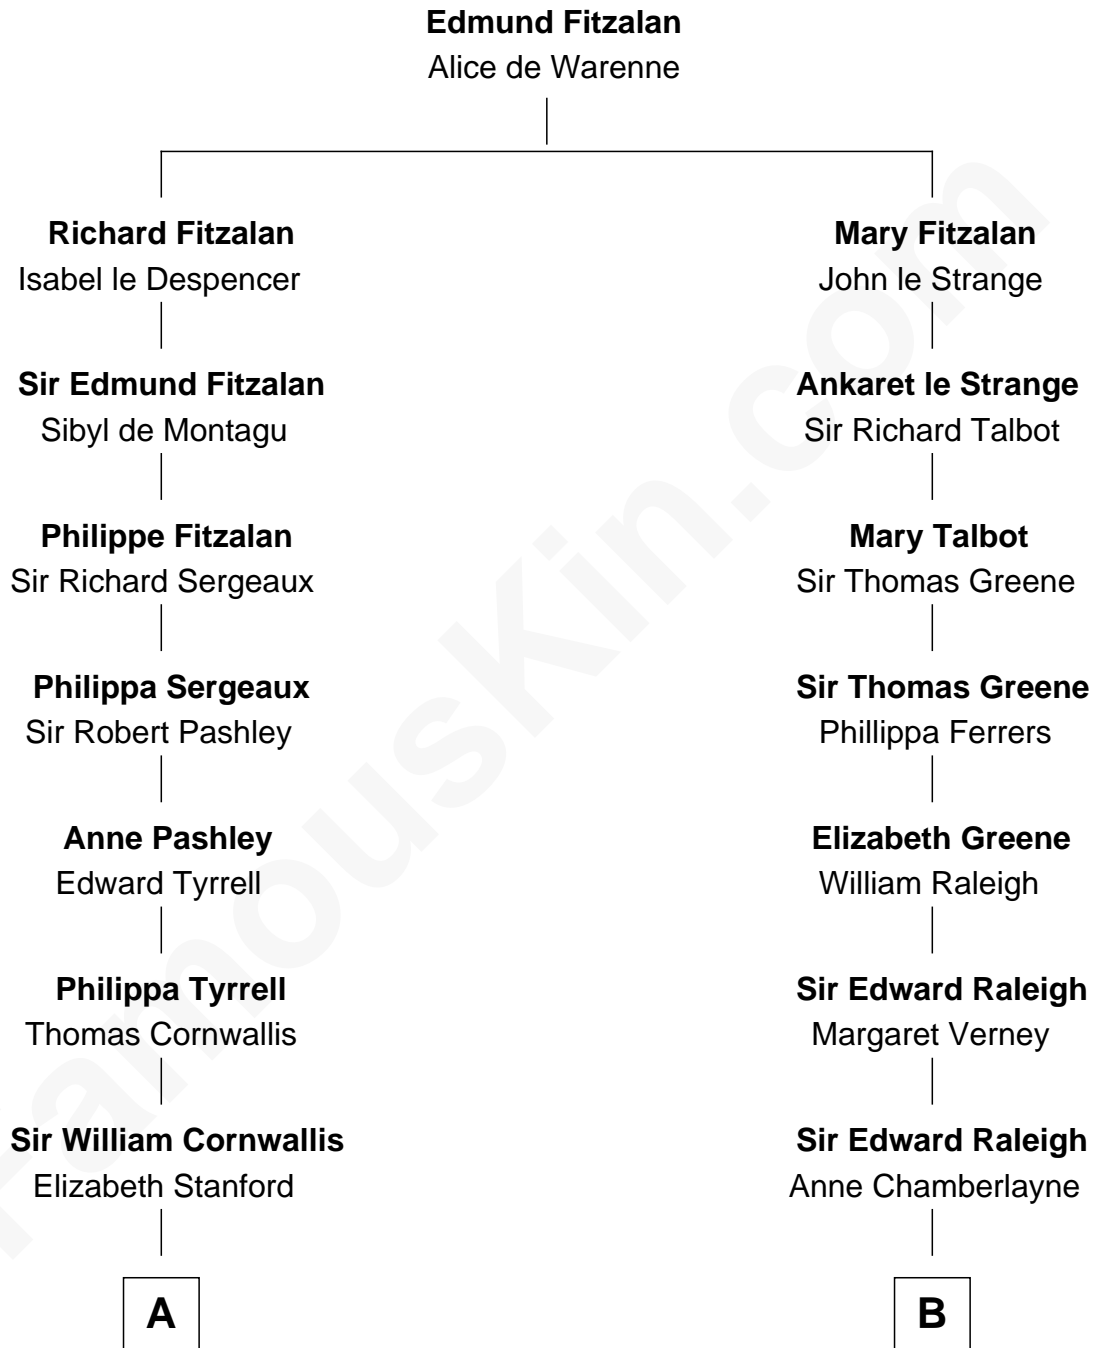 Edmund Fitzalan
Alice de Warenne
Richard Fitzalan
Isabel le Despencer
Mary Fitzalan
John le Strange
Sir Edmund Fitzalan
Sibyl de Montagu
Ankaret le Strange
Sir Richard Talbot
Philippe Fitzalan
Sir Richard Sergeaux
Mary Talbot
Sir Thomas Greene
Philippa Sergeaux
Sir Robert Pashley
Sir Thomas Greene
Phillippa Ferrers
Anne Pashley
Edward Tyrrell
Elizabeth Greene
William Raleigh
Philippa Tyrrell
Thomas Cornwallis
Sir Edward Raleigh
Margaret Verney
Sir William Cornwallis
Elizabeth Stanford
Sir Edward Raleigh
Anne Chamberlayne
A
B
FamousKin.com